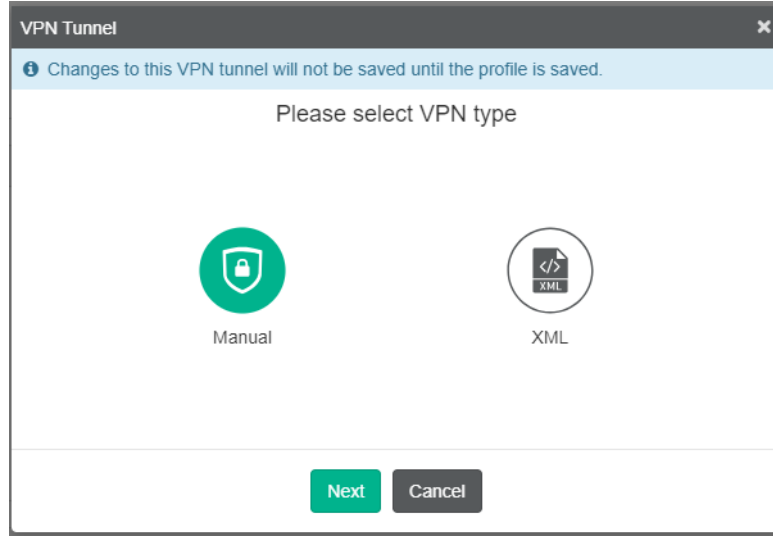 VPN Tunnel
Changes to this VPN tunnel will not be saved until the profile is saved.
Please select VPN type
</>
XML
Manual
XML
Next
Cancel